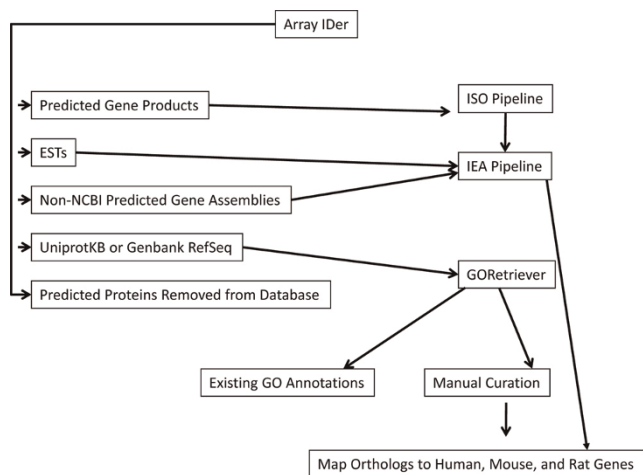 Array IDer
Predicted Gene Products
ISO Pipeline
ESTs
IEA Pipeline
Non-NCBI Predicted Gene Assemblies
UniprotKB or Genbank RefSeq
GORetriever
Predicted Proteins Removed from Database
Existing GO Annotations
Manual Curation
Map Orthologs to Human, Mouse, and Rat Genes